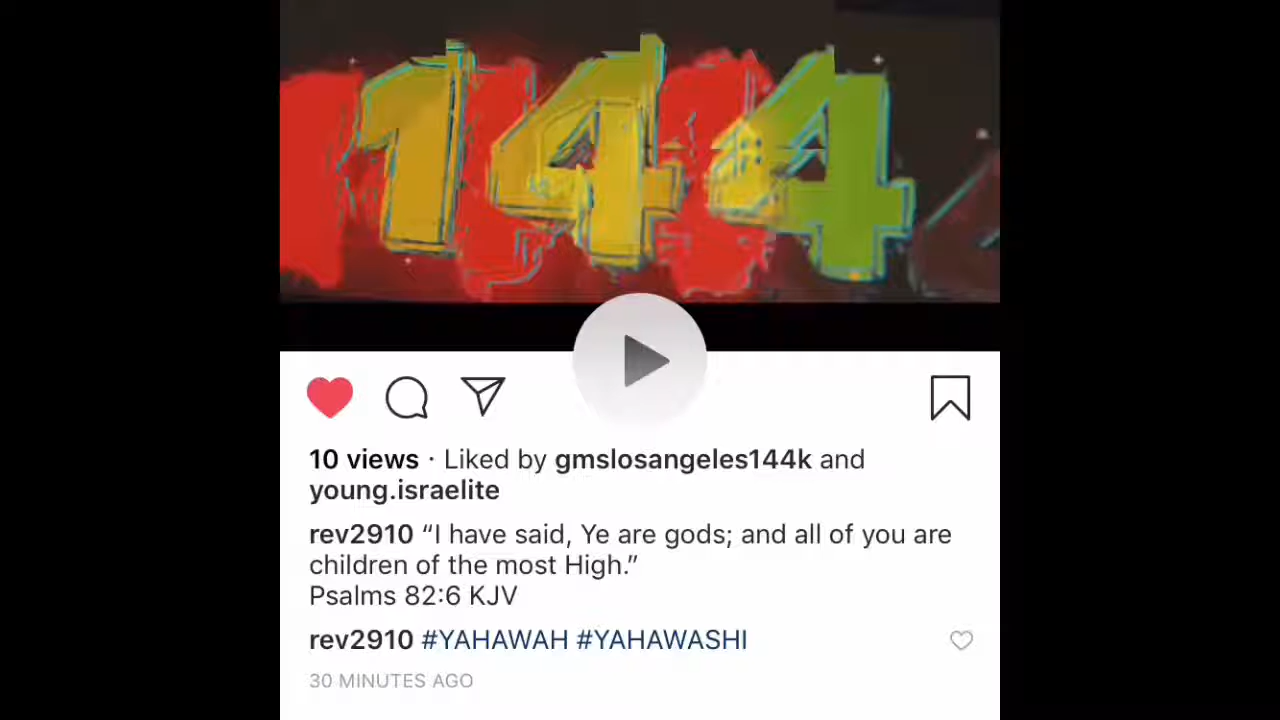 144
10 views · Liked by gmslosangeles144k and
young.israelite
rev2910 “I have said, Ye are gods; and all of you are
children of the most High.”
Psalms 82:6 KJV
rev2910 #YAHAWAH #YAHAWASHI
30 MINUTES AGO